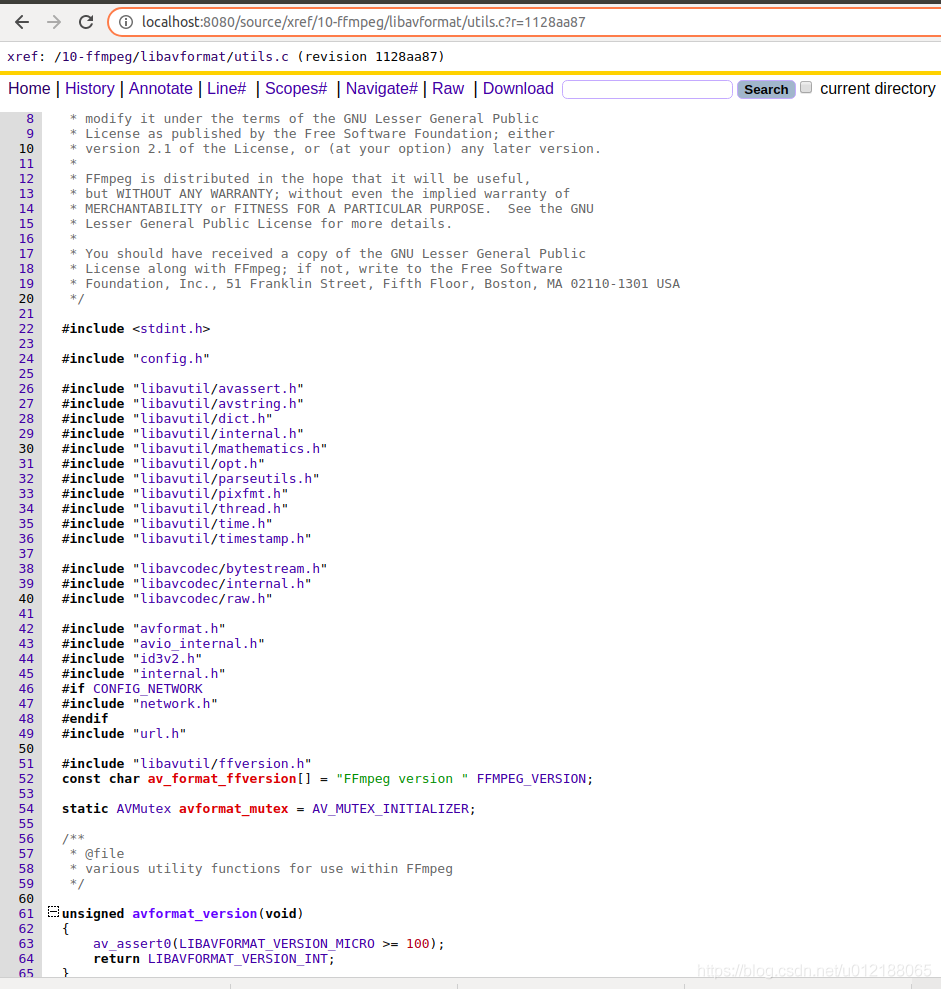 localhost:8080/source/xref/10-ffmpeg/libavformat/utils.c?r=1128aa87
xref: /10-ffmpeg/libavformat/utils.c (revision 1128aa87)
Home | History | Annotate | Line# | Scopes# | Navigate# | Raw | Download Search current directory
8 * modify it under the terms of the GNU Lesser General Public
9 * License as published by the Free Software Foundation; either
10 * version 2.1 of the License, or (at your option) any later version.
11 *
12 * FFmpeg is distributed in the hope that it will be useful,
13 * but WITHOUT ANY WARRANTY; without even the implied warranty of
14 * MERCHANTABILITY or FITNESS FOR A PARTICULAR PURPOSE.  See the GNU
15 * Lesser General Public License for more details.
16 *
17 * You should have received a copy of the GNU Lesser General Public
18 * License along with FFmpeg; if not, write to the Free Software
19 * Foundation, Inc., 51 Franklin Street, Fifth Floor, Boston, MA 02110-1301 USA
20 */
21
22 #include <stdint.h>
23
24 #include "config.h"
25
26 #include "libavutil/avassert.h"
27 #include "libavutil/avstring.h"
28 #include "libavutil/dict.h"
29 #include "libavutil/internal.h"
30 #include "libavutil/mathematics.h"
31 #include "libavutil/opt.h"
32 #include "libavutil/parseutils.h"
33 #include "libavutil/pixfmt.h"
34 #include "libavutil/thread.h"
35 #include "libavutil/time.h"
36 #include "libavutil/timestamp.h"
37
38 #include "libavcodec/bytestream.h"
39 #include "libavcodec/internal.h"
40 #include "libavcodec/raw.h"
41
42 #include "avformat.h"
43 #include "avio_internal.h"
44 #include "id3v2.h"
45 #include "internal.h"
46 #if CONFIG_NETWORK
47 #include "network.h"
48 #endif
49 #include "url.h"
50
51 #include "libavutil/ffversion.h"
52 const char av_format_ffversion[] = "FFmpeg version " FFMPEG_VERSION;
53
54 static AVMutex avformat_mutex = AV_MUTEX_INITIALIZER;
55
56 /**
57 * @file
58 * various utility functions for use within FFmpeg
59 */
60
61 unsigned avformat_version(void)
62 {
63 av_assert0(LIBAVFORMAT_VERSION_MICRO >= 100);
64 return LIBAVFORMAT_VERSION_INT;
65 }
https://blog.csdn.net/u012188065